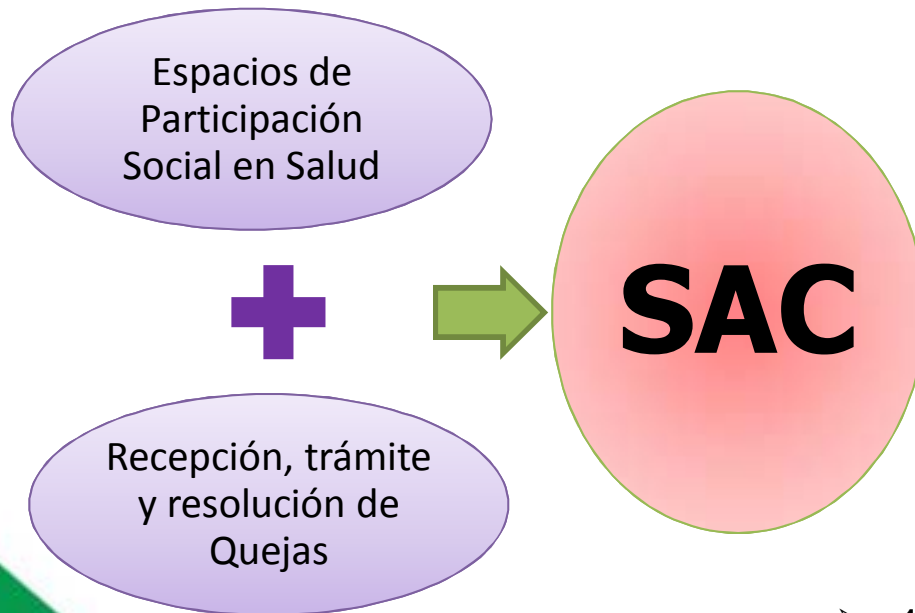 Espacios de
Participación
Social en Salud
SAC
Recepción, trámite
y resolución de
Quejas